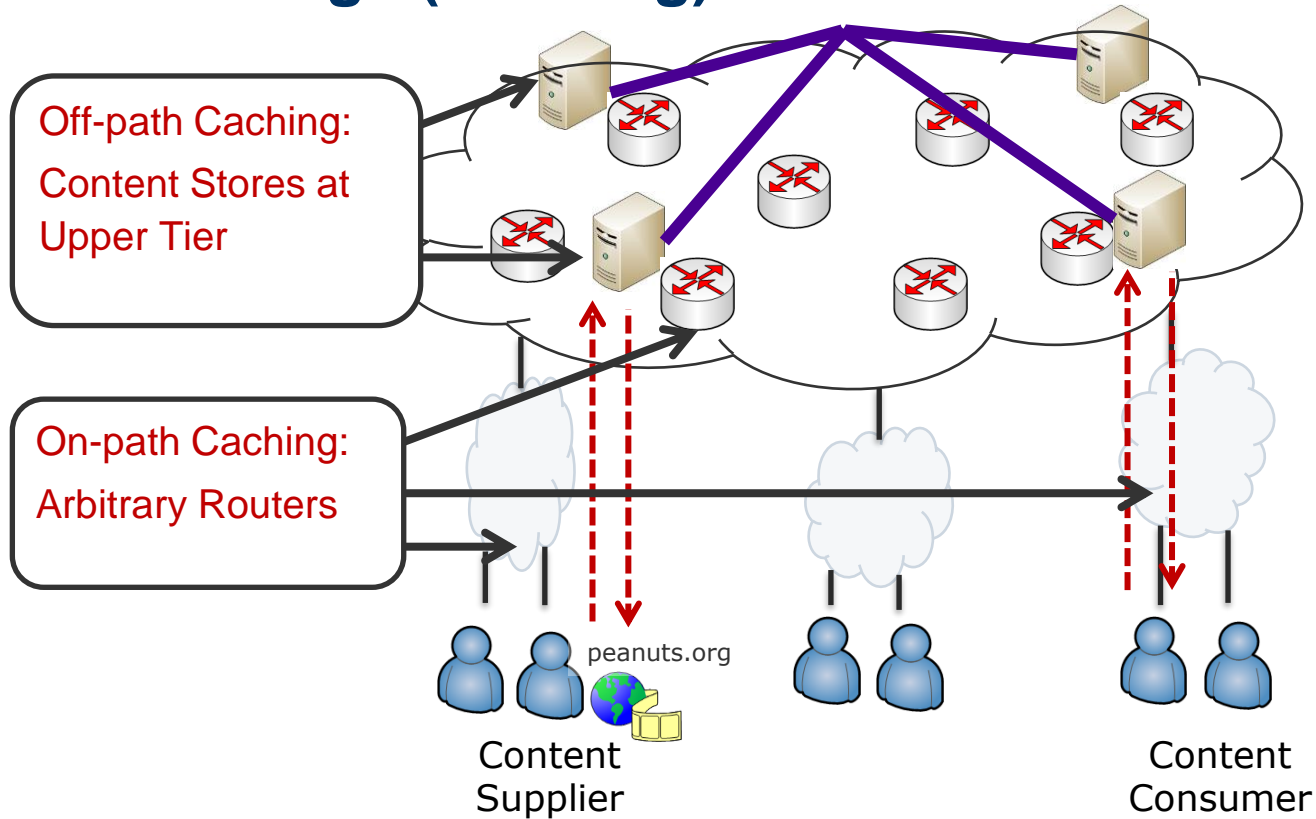 Off-path Caching:
Content Stores at
Upper Tier
On-path Caching:
Arbitrary Routers
peanuts.org
Content
Supplier
Content
Consumer